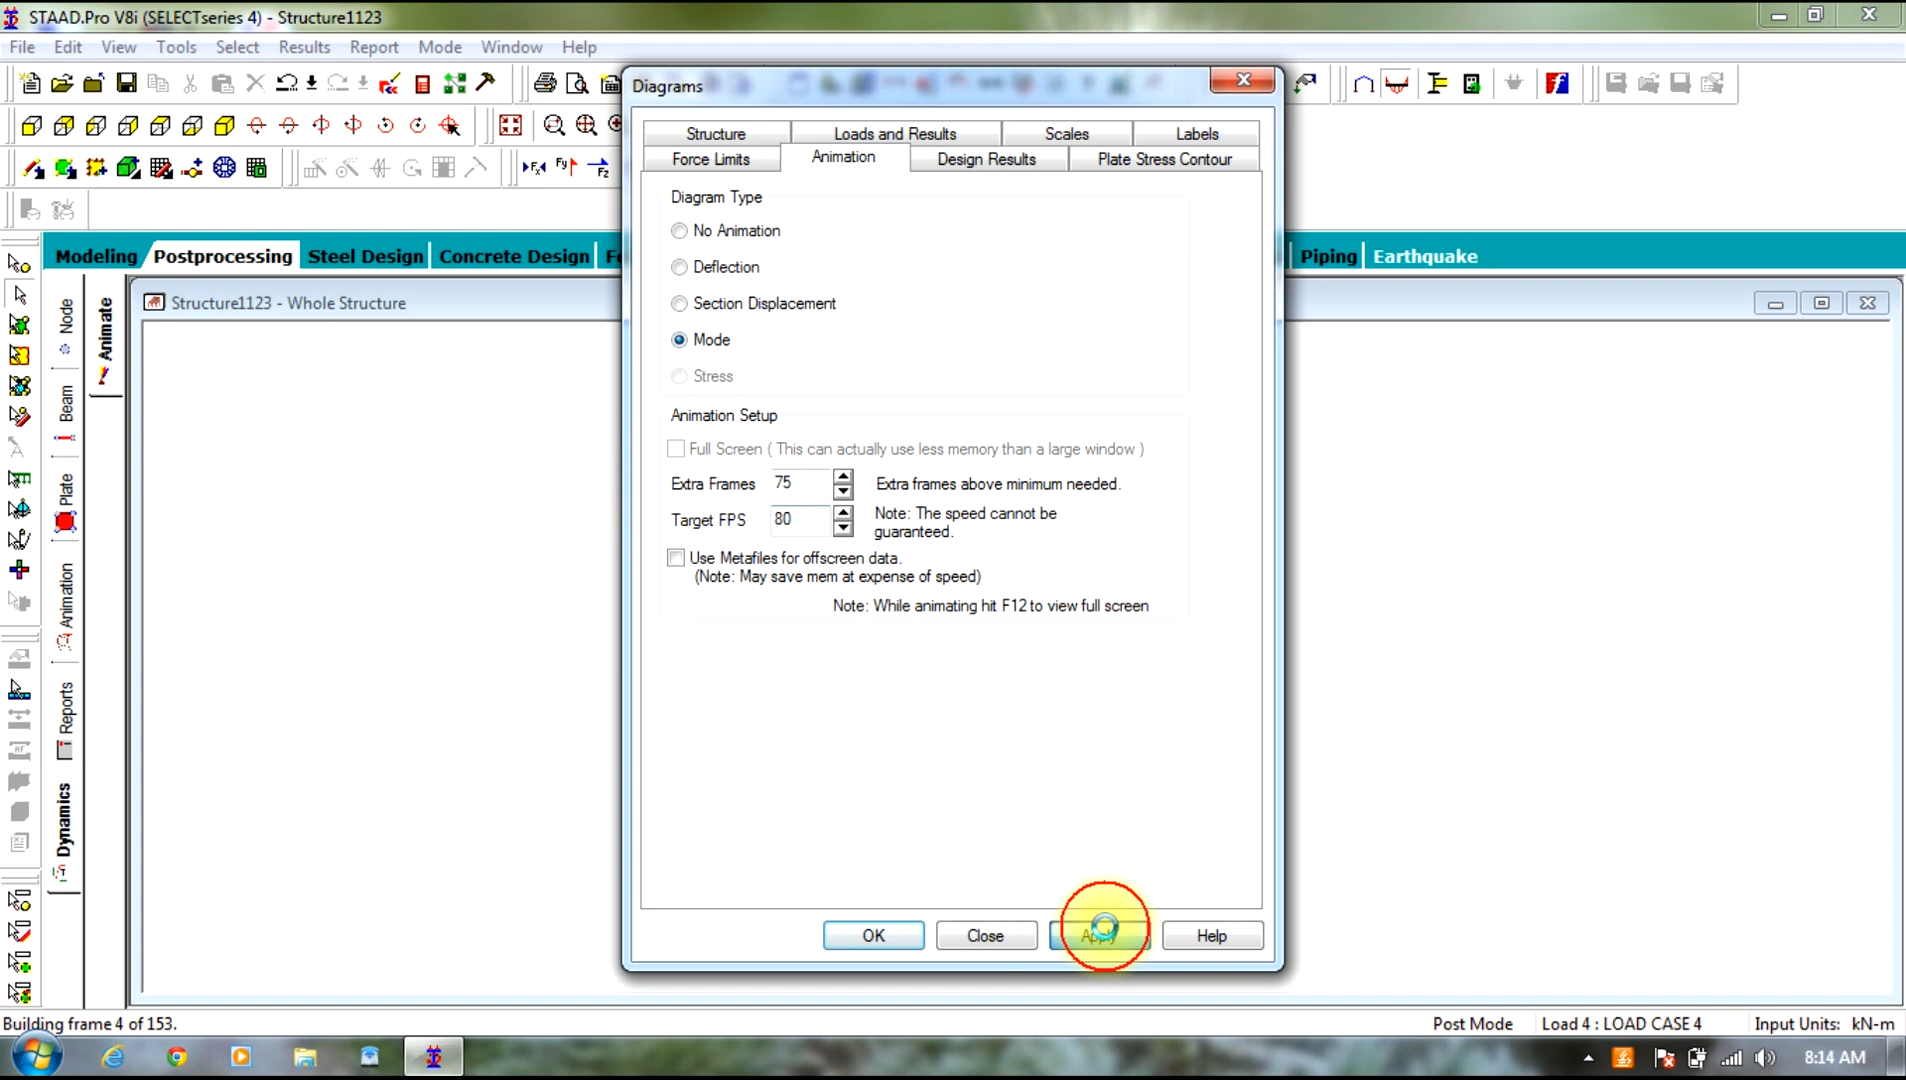 STAAD.Pro V8i (SELECTseries 4) - Structure1123
File Edit View Tools Select Results Report Mode Window Help
Diagrams
Structure Loads and Results Scales Labels
Force Limits Animation Design Results Plate Stress Contour
Modeling Postprocessing Steel Design Concrete Design Piping Earthquake
Structure1123 - Whole Structure
Node
Beam
Plate
Animation
Reports
Dynamics
Animate
Diagram Type
No Animation
Deflection
Section Displacement
Mode
Stress
Animation Setup
Full Screen ( This can actually use less memory than a large window )
Extra Frames 75 Extra frames above minimum needed.
Target FPS 80 Note: The speed cannot be
guaranteed.
Use Metafiles for offscreen data.
(Note: May save mem at expense of speed)
Note: While animating hit F12 to view full screen
OK Close Apply Help
Building frame 4 of 153.
Post Mode Load 4 : LOAD CASE 4 Input Units: kN-m
8:14 AM